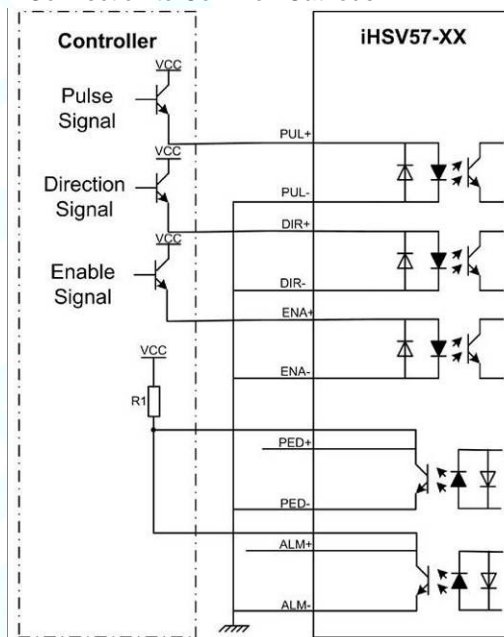 Controller
iHSV57-XX
VCC
Pulse
Signal
PUL+
VCC
PUL-
Direction
Signal
DIR+
VCC
DIR-
Enable
Signal
ENA+
VCC
ENA-
R1
PED+
PED-
ALM+
ALM-